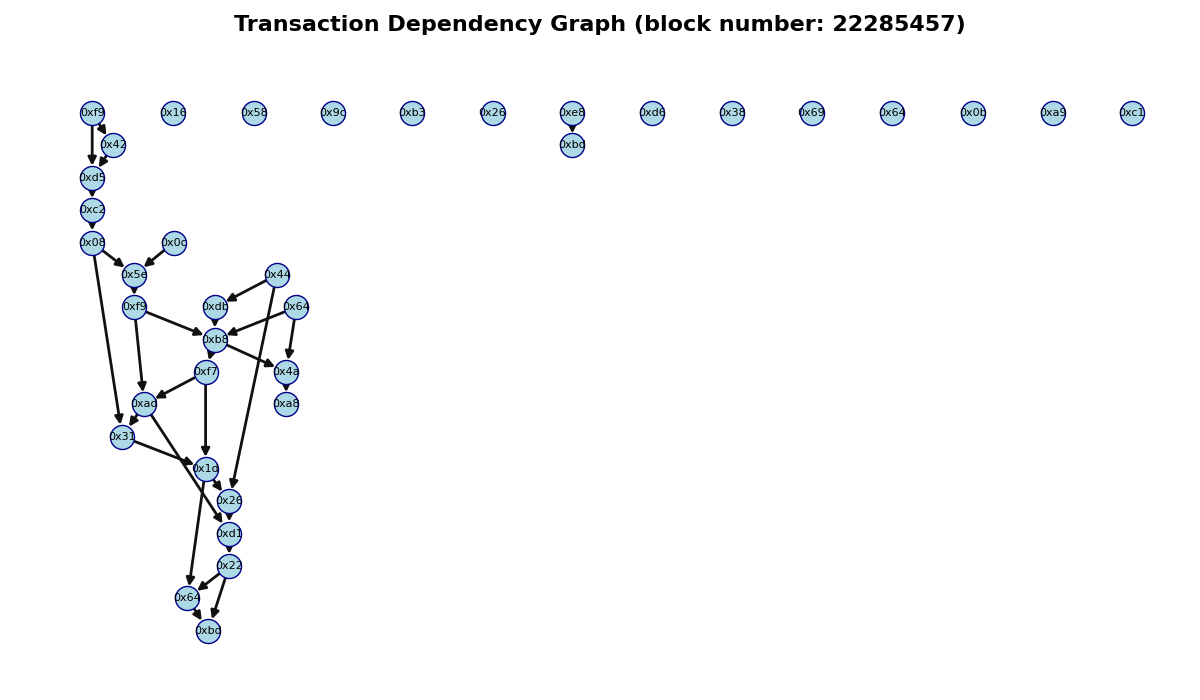 Transaction Dependency Graph (block number: 22285457)
0xf9 0x16 0x58 0x9c 0xb3 0x26 0xe8 0xd6 0x38 0x69 0x64 0x0b 0xa9 0xc1
0x42 0xbd
0xd5
0xc2
0x08 0x0c
0x5e 0x44
0xf9 0xdb 0x64
0xb8
0xf7 0x4a
0xad 0xa8
0x31
0x1d
0x26
0xd1
0x22
0x64
0xbd